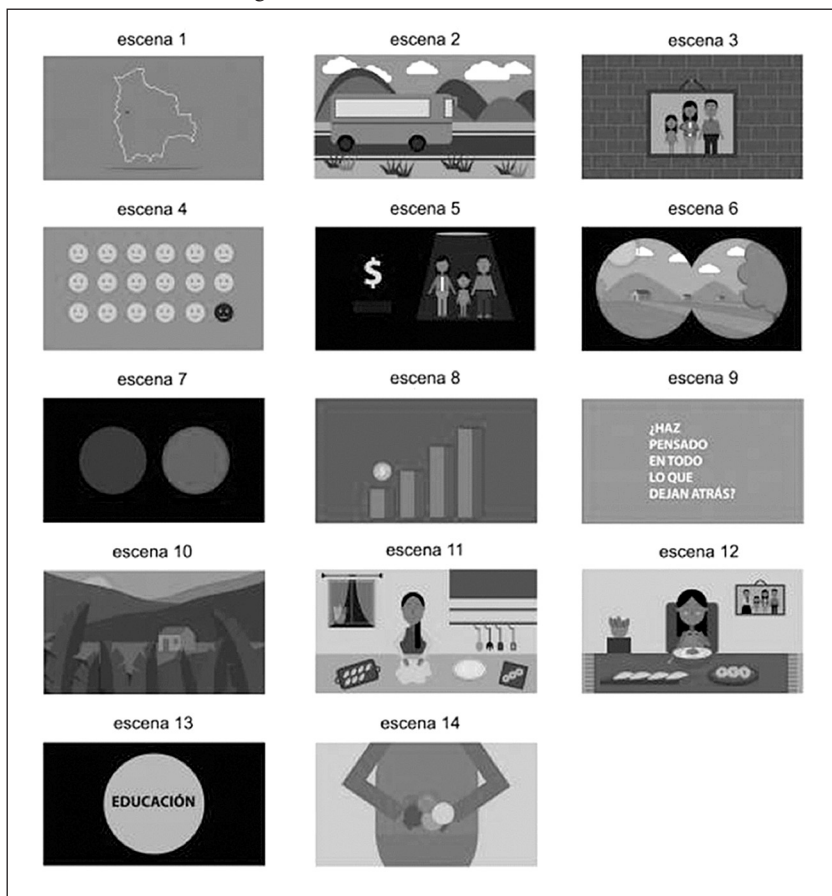 escena 1
escena 2
escena 3
escena 4
escena 5
$
escena 6
escena 7
escena 8
$
escena 9
¿HAZ
PENSADO
EN TODO
LO QUE
DEJAN ATRÁS?
escena 10
escena 11
escena 12
escena 13
EDUCACIÓN
escena 14